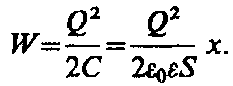 W = Q²/2C = Q²/2ε₀εS x.